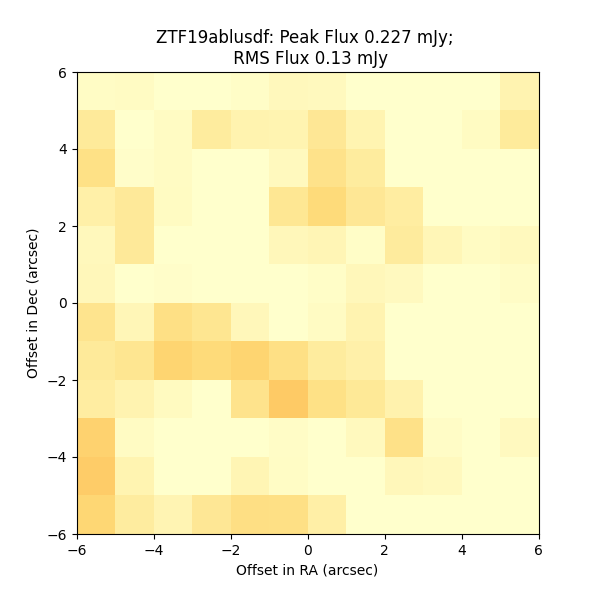 ZTF19ablusdf: Peak Flux 0.227 mJy;
RMS Flux 0.13 mJy
6
4
2
0
−2
−4
−6
Offset in Dec (arcsec)
−6 −4 −2 0 2 4 6
Offset in RA (arcsec)